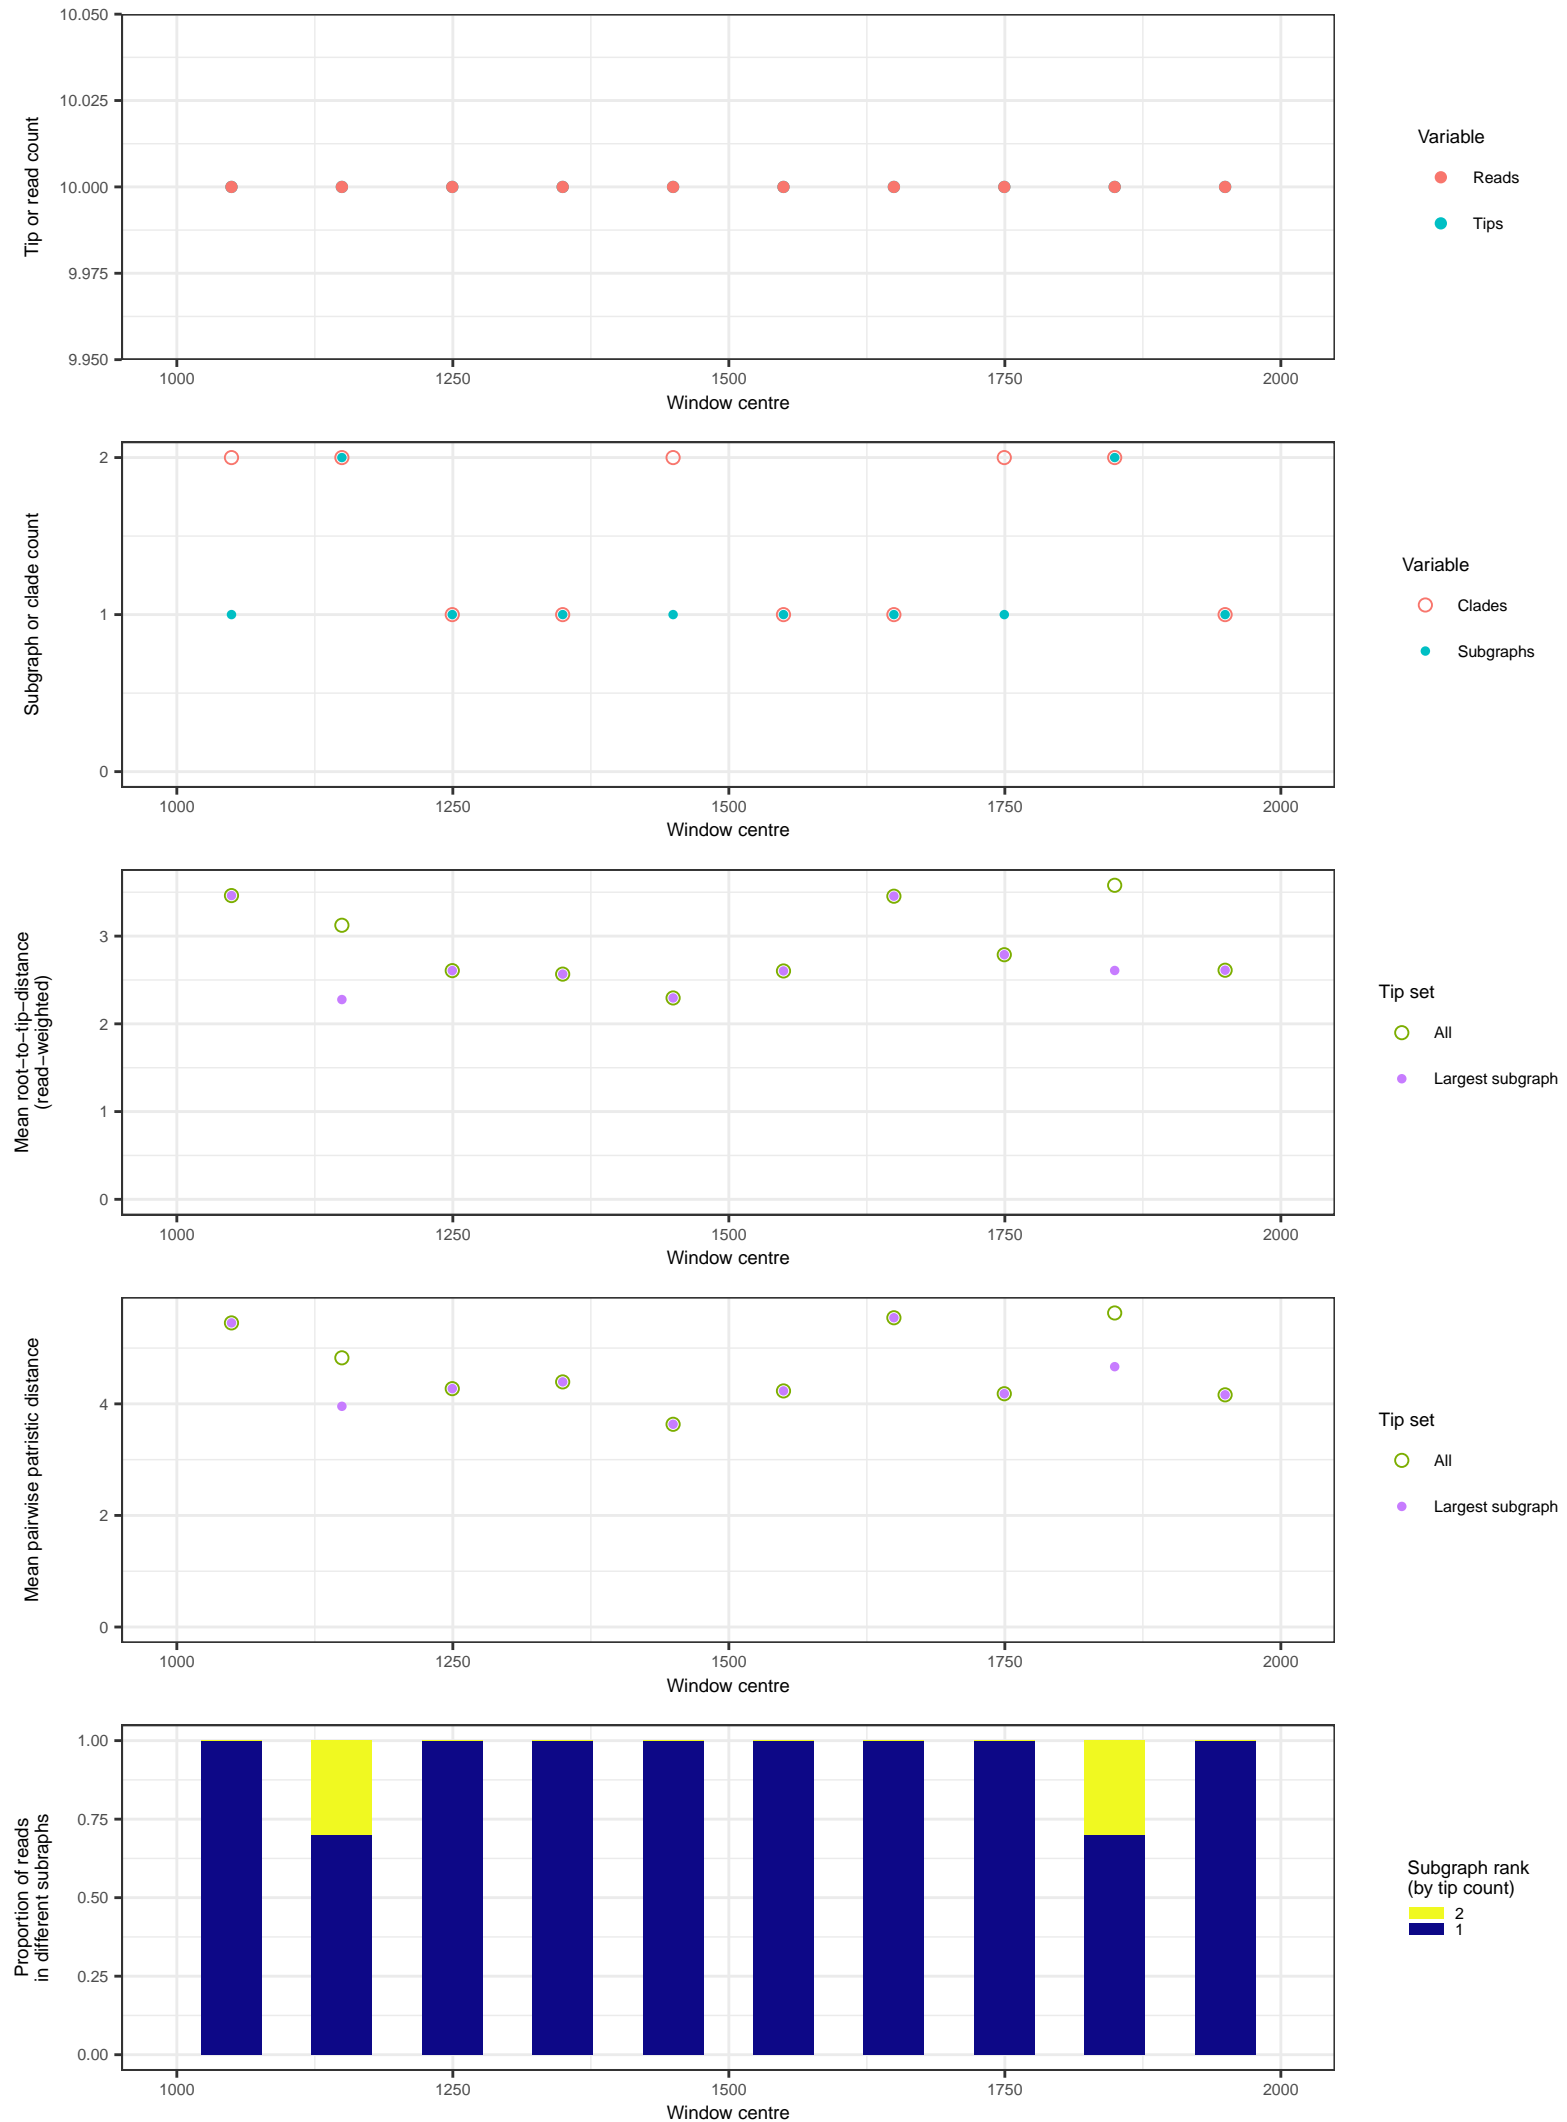 10.050
10.025
10.000
9.975
9.950
Tip or read count
1000 1250 1500 1750 2000
Window centre
Variable
Reads
Tips
2
1
0
Subgraph or clade count
1000 1250 1500 1750 2000
Window centre
Variable
Clades
Subgraphs
3
2
1
0
Mean root−to−tip−distance
(read−weighted)
1000 1250 1500 1750 2000
Window centre
Tip set
All
Largest subgraph
4
2
0
Mean pairwise patristic distance
1000 1250 1500 1750 2000
Window centre
Tip set
All
Largest subgraph
1.00
0.75
0.50
0.25
0.00
Proportion of reads
in different subraphs
1000 1250 1500 1750 2000
Window centre
Subgraph rank
(by tip count)
2
1